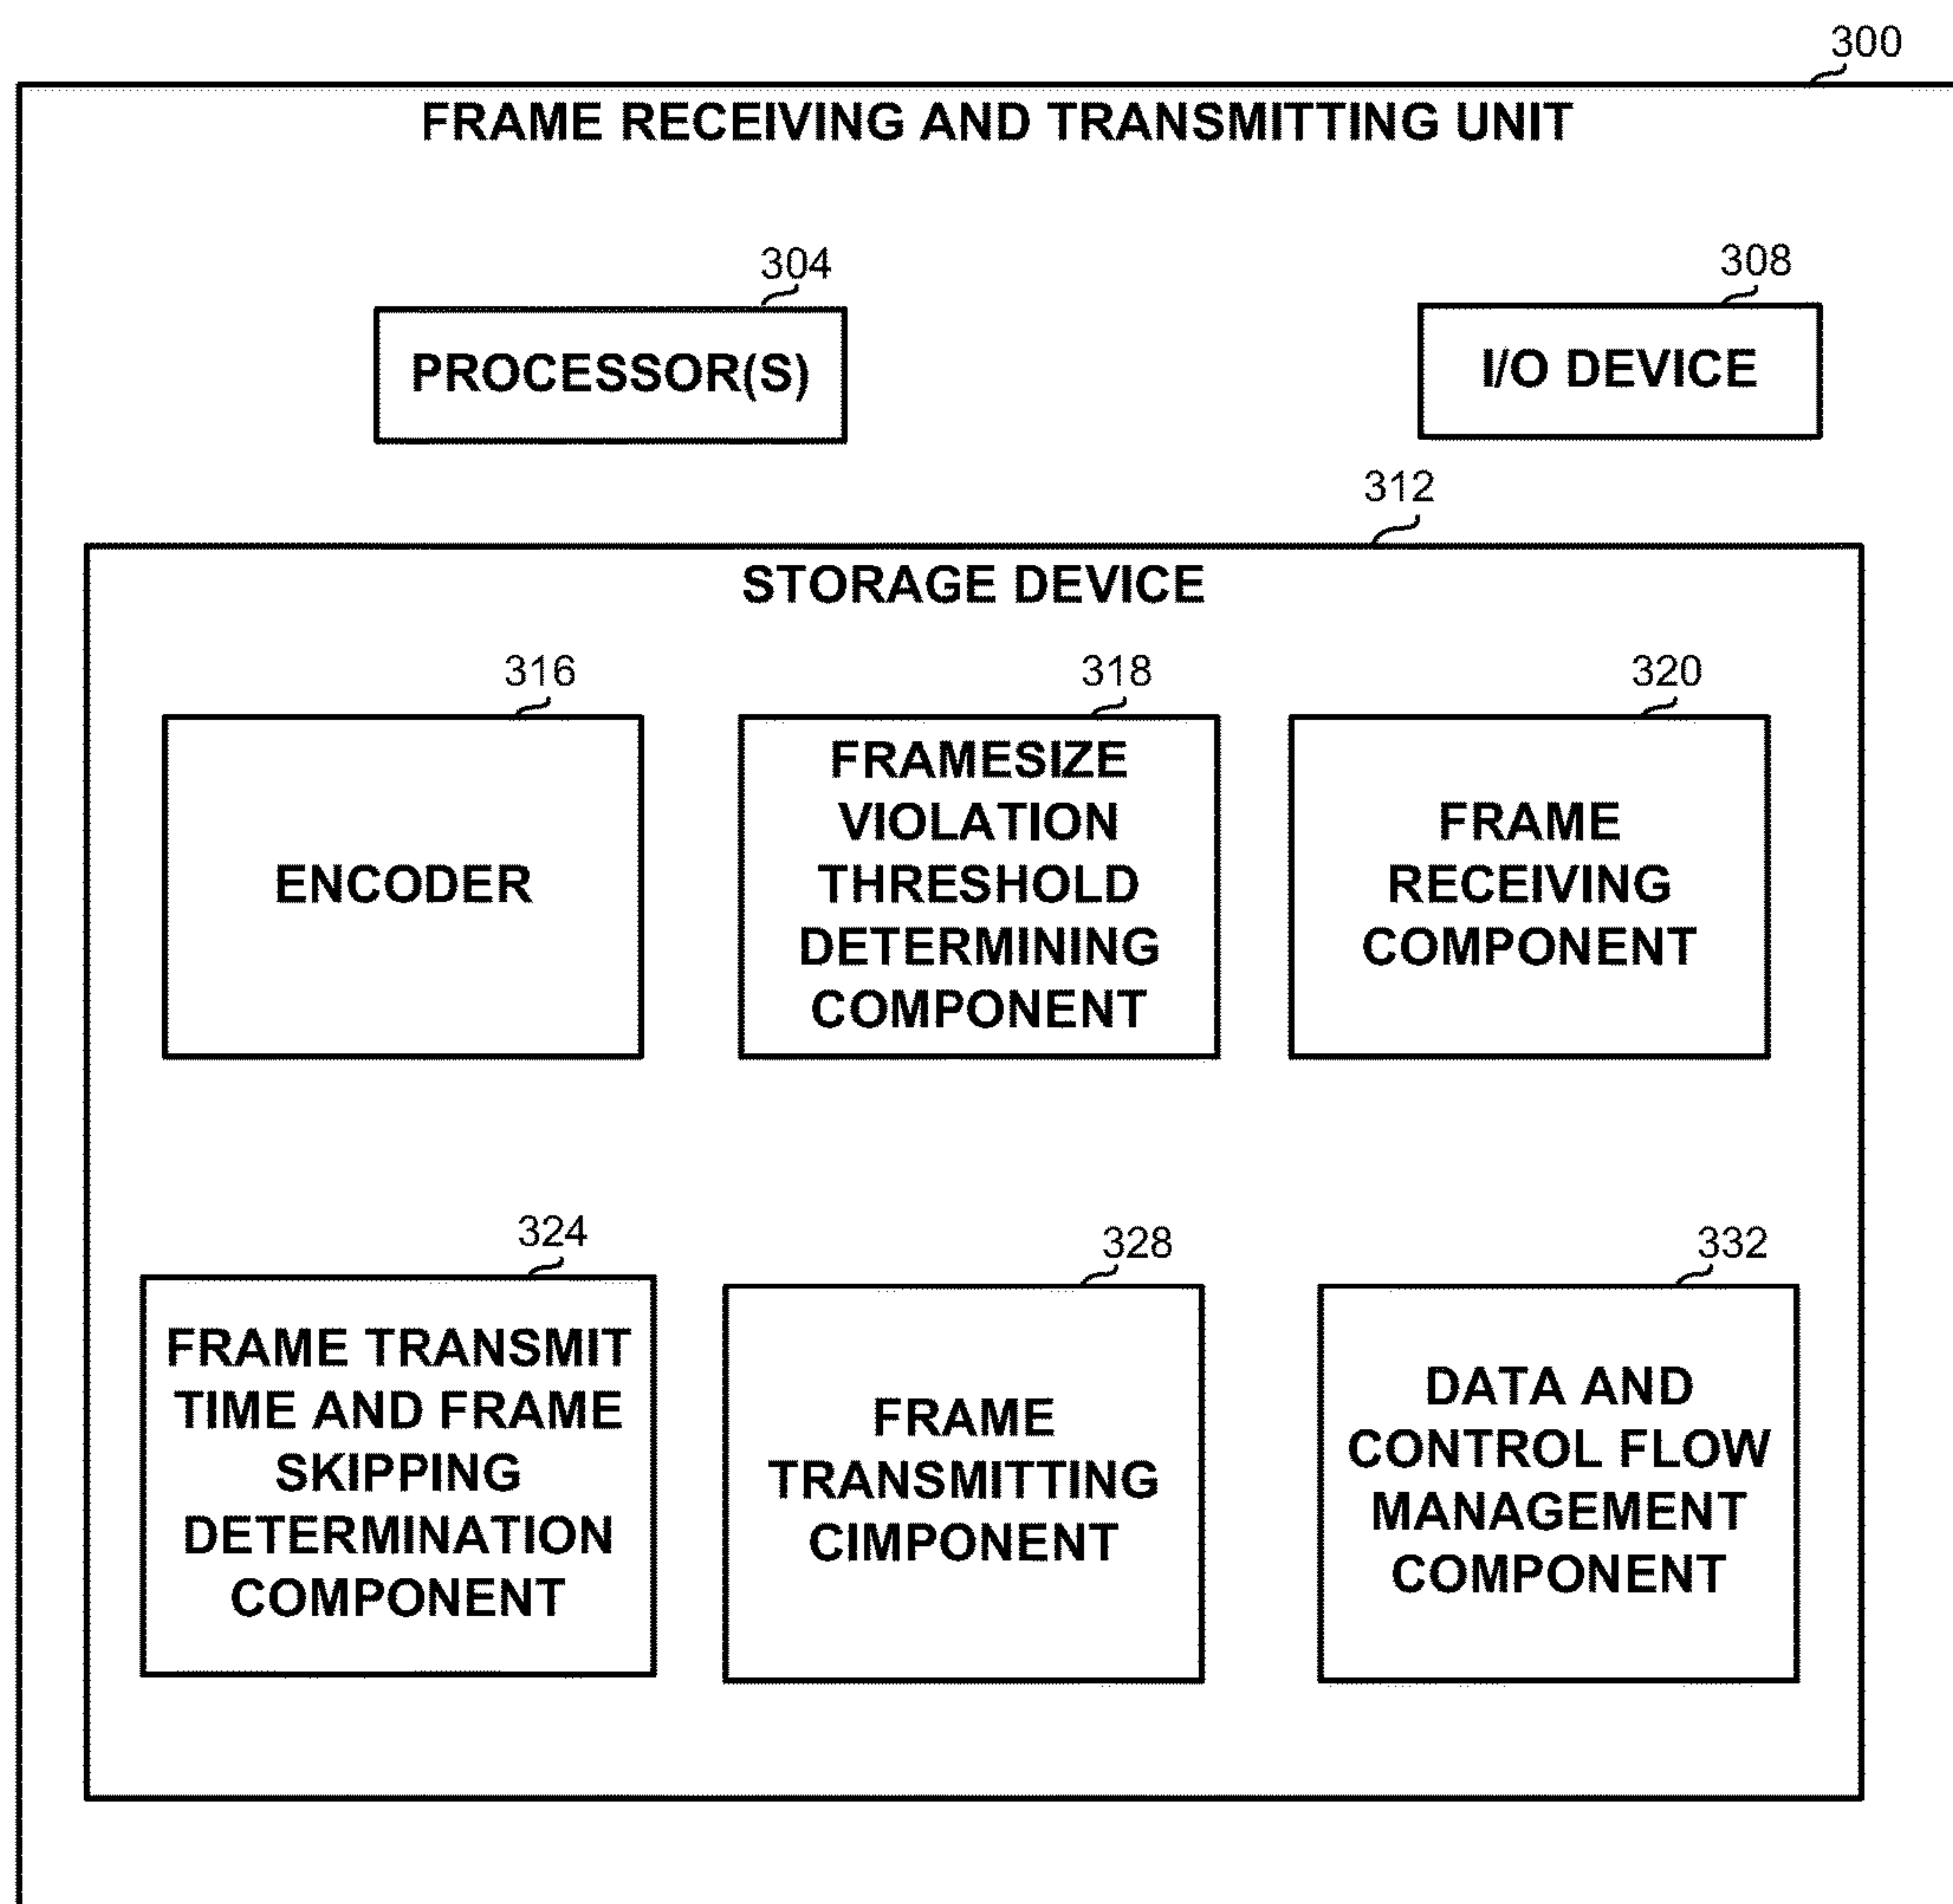 300
FRAME RECEIVING AND TRANSMITTING UNIT
304
308
PROCESSOR(S)
I/O DEVICE
312
STORAGE DEVICE
316
318
320
ENCODER
FRAMESIZE
VIOLATION
THRESHOLD
DETERMINING
COMPONENT
FRAME
RECEIVING
COMPONENT
324
328
332
FRAME TRANSMIT
TIME AND FRAME
SKIPPING
DETERMINATION
COMPONENT
FRAME
TRANSMITTING
CIMPONENT
DATA AND
CONTROL FLOW
MANAGEMENT
COMPONENT